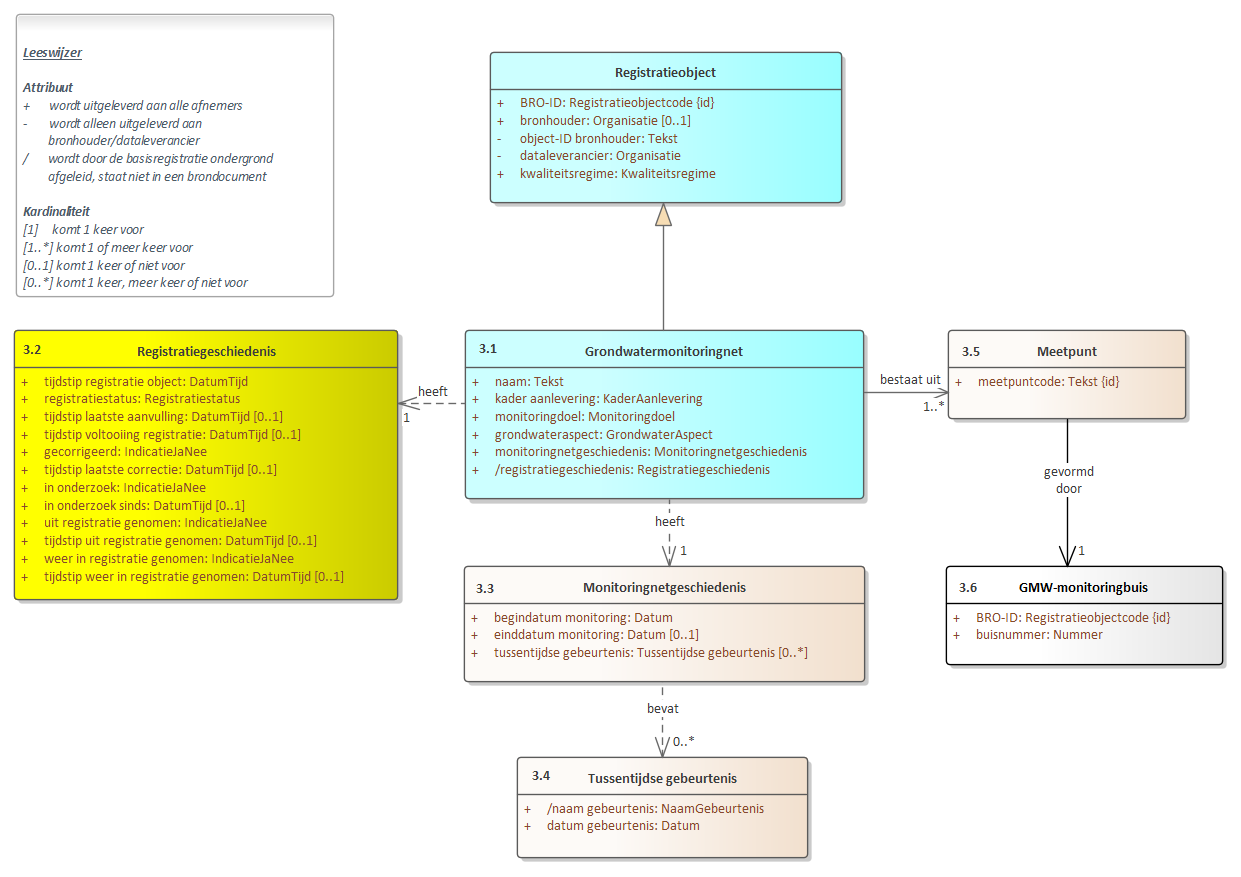 Leeswijzer
Attribuut
+ wordt uitgeleverd aan alle afnemers
- wordt alleen uitgeleverd aan
bronhouder/dataleverancier
/ wordt door de basisregistratie ondergrond
afgeleid, staat niet in een brondocument
Kardinaliteit
[1] komt 1 keer voor
[1..*] komt 1 of meer keer voor
[0..1] komt 1 keer of niet voor
[0..*] komt 1 keer, meer keer of niet voor
Registratieobject
+ BRO-ID: Registratieobjectcode {id}
+ bronhouder: Organisatie [0..1]
- object-ID bronhouder: Tekst
- dataleverancier: Organisatie
+ kwaliteitsregime: Kwaliteitsregime
3.2 Registratiegeschiedenis
+ tijdstip registratie object: DatumTijd
+ registratiestatus: Registratiestatus
+ tijdstip laatste aanvulling: DatumTijd [0..1]
+ tijdstip voltooiing registratie: DatumTijd [0..1]
+ gecorrigeerd: IndicatieJaNee
+ tijdstip laatste correctie: DatumTijd [0..1]
+ in onderzoek: IndicatieJaNee
+ in onderzoek sinds: DatumTijd [0..1]
+ uit registratie genomen: IndicatieJaNee
+ tijdstip uit registratie genomen: DatumTijd [0..1]
+ weer in registratie genomen: IndicatieJaNee
+ tijdstip weer in registratie genomen: DatumTijd [0..1]
heeft
1
3.1 Grondwatermonitoringnet
+ naam: Tekst
+ kader aanlevering: KaderAanlevering
+ monitoringdoel: Monitoringdoel
+ grondwateraspect: GrondwaterAspect
+ monitoringnetgeschiedenis: Monitoringnetgeschiedenis
+ /registratiegeschiedenis: Registratiegeschiedenis
bestaat uit
1..*
3.5 Meetpunt
+ meetpuntcode: Tekst {id}
gevormd
door
1
heeft
1
3.3 Monitoringnetgeschiedenis
+ begindatum monitoring: Datum
+ einddatum monitoring: Datum [0..1]
+ tussentijdse gebeurtenis: Tussentijdse gebeurtenis [0..*]
3.6 GMW-monitoringbuis
+ BRO-ID: Registratieobjectcode {id}
+ buisnummer: Nummer
bevat
0..*
3.4 Tussentijdse gebeurtenis
+ /naam gebeurtenis: NaamGebeurtenis
+ datum gebeurtenis: Datum